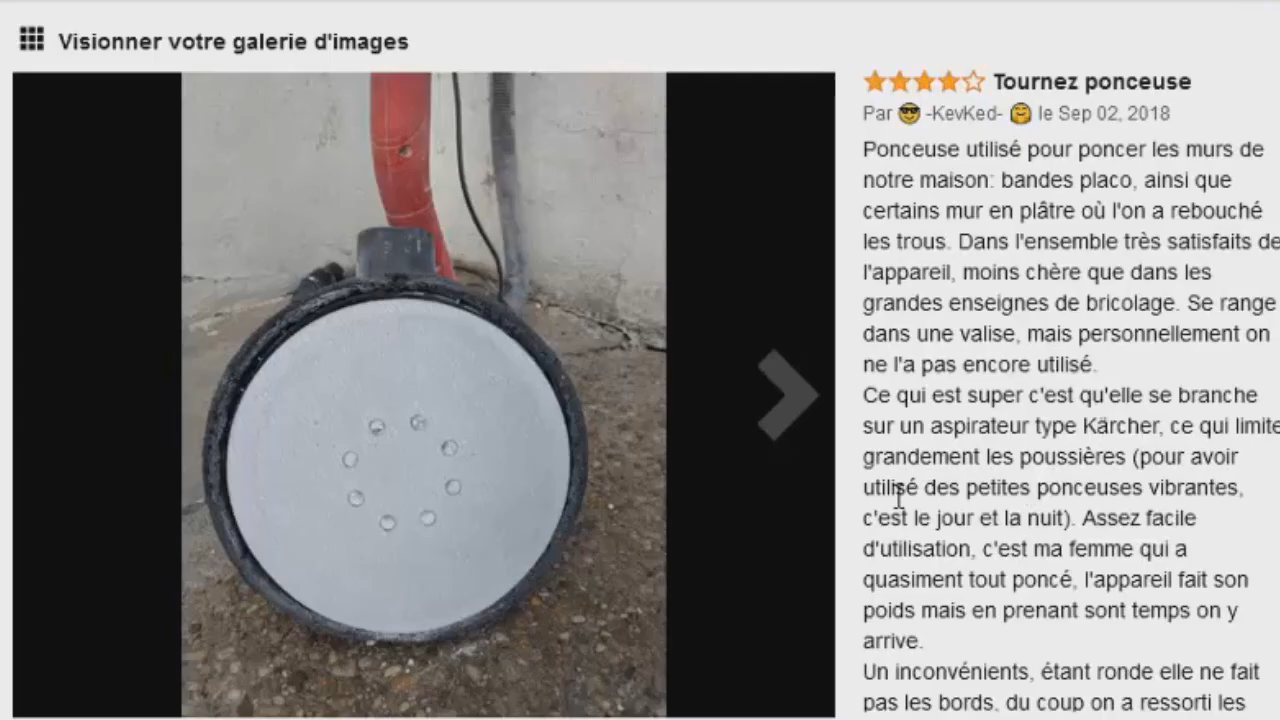 Visionner votre galerie d'images
Tournez ponceuse
Par -KevKed- le Sep 02, 2018
Ponceuse utilisé pour poncer les murs de
notre maison: bandes placo, ainsi que
certains mur en plâtre où l'on a rebouché
les trous. Dans l'ensemble très satisfaits de
l'appareil, moins chère que dans les
grandes enseignes de bricolage. Se range
dans une valise, mais personnellement on
ne l'a pas encore utilisé.
Ce qui est super c'est qu'elle se branche
sur un aspirateur type Kärcher, ce qui limite
grandement les poussières (pour avoir
utilisé des petites ponceuses vibrantes,
c'est le jour et la nuit). Assez facile
d'utilisation, c'est ma femme qui a
quasiment tout poncé, l'appareil fait son
poids mais en prenant sont temps on y
arrive.
Un inconvénients, étant ronde elle ne fait
pas les bords, du coup on a ressorti les